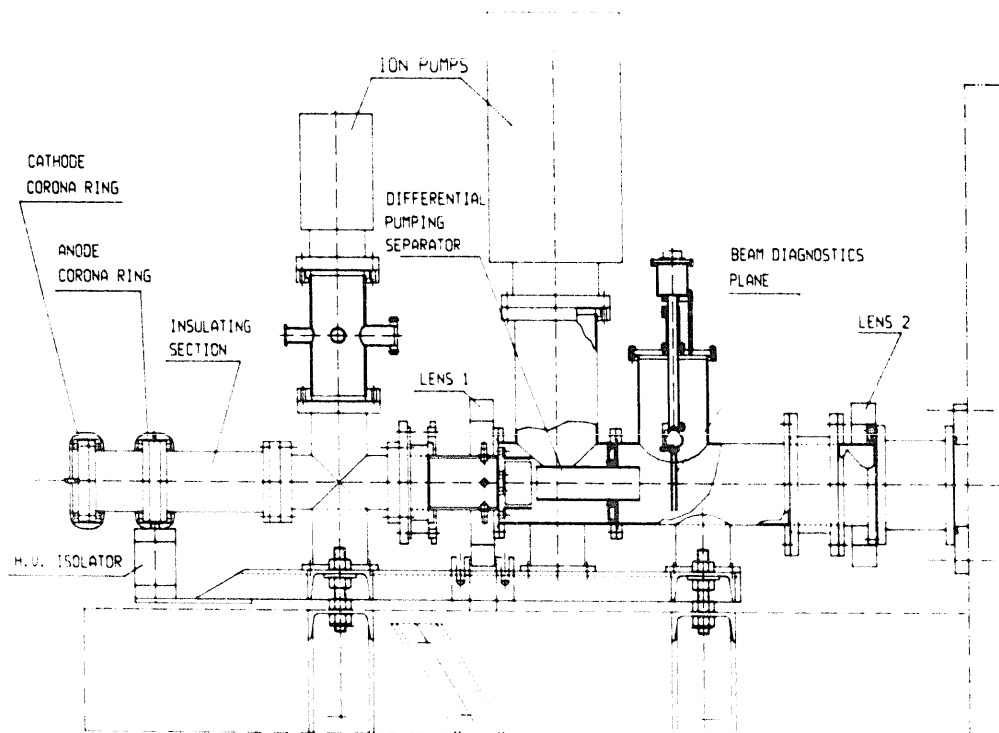 ION PUMPS
CATHODE
CORONA RING
DIFFERENTIAL
PUMPING
SEPARATOR
ANODE
CORONA RING
BEAM DIAGNOSTICS
PLANE
INSULATING
SECTION
LENS 2
LENS 1
H.V. ISOLATOR